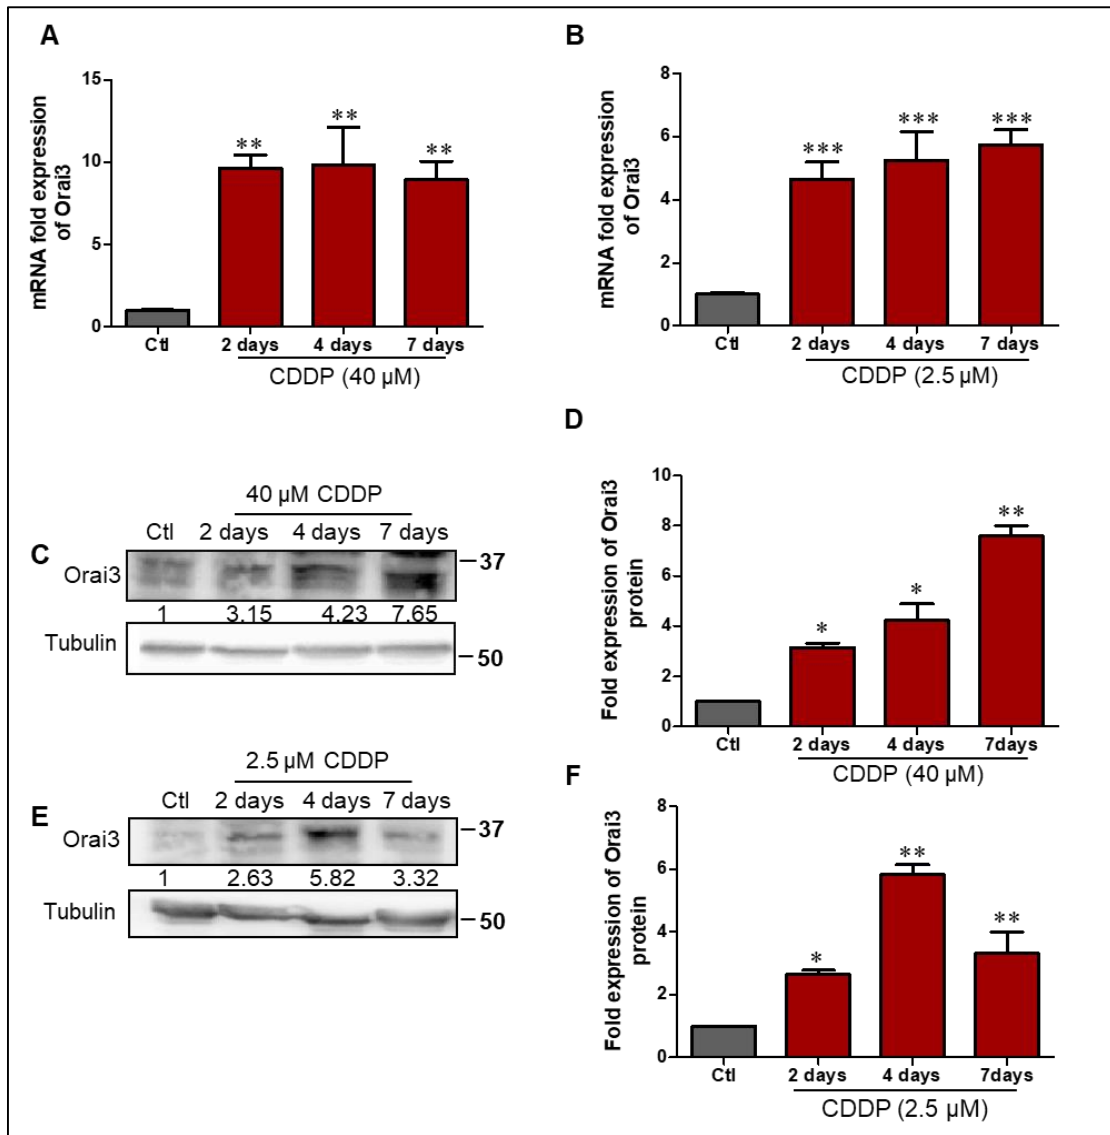 A
mRNA fold expression
of Orai3
15
10
5
0
**
**
**
Ctl
2 days
4 days
7 days
CDDP (40 µM)
B
mRNA fold expression
of Orai3
8
6
4
2
0
***
***
***
Ctl
2 days
4 days
7 days
CDDP (2.5 µM)
C
40 µM CDDP
Ctl 2 days 4 days 7 days
Orai3
37
1 3.15 4.23 7.65
Tubulin
50
D
Fold expression of Orai3
protein
10
8
6
4
2
0
*
*
**
Ctl
2 days
4 days
7days
CDDP (40 µM)
E
2.5 µM CDDP
Ctl 2 days 4 days 7 days
Orai3
37
1 2.63 5.82 3.32
Tubulin
50
F
Fold expression of Orai3
protein
8
6
4
2
0
*
**
**
Ctl
2 days
4 days
7days
CDDP (2.5 µM)